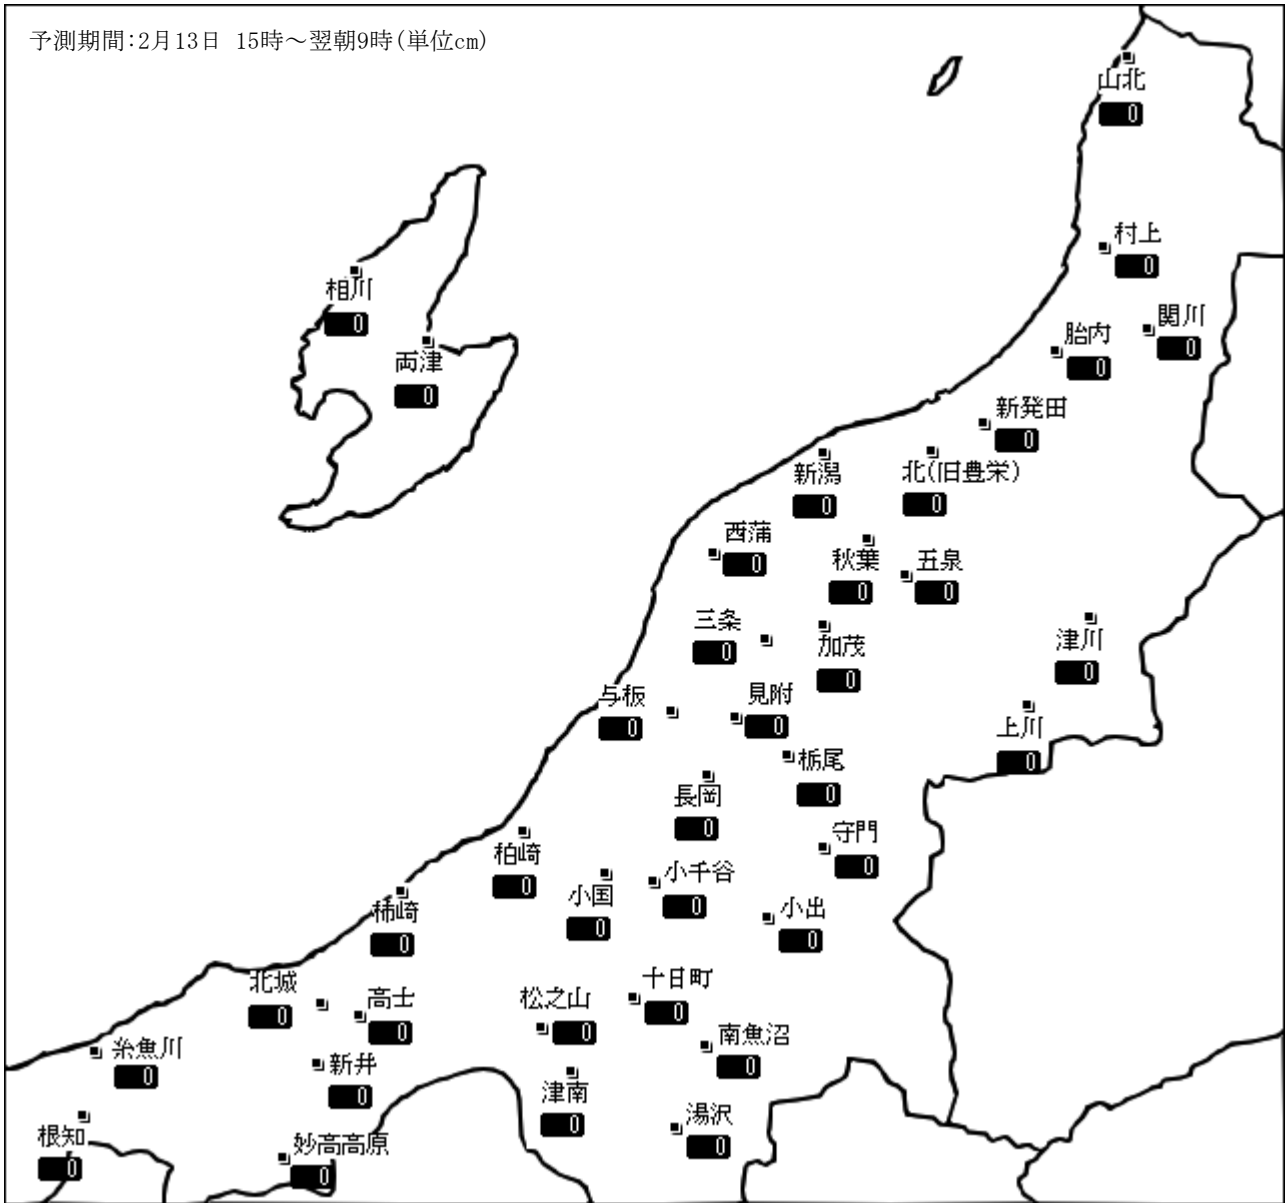 予測期間:2月13日 15時～翌朝9時(単位cm)
山北
0
村上
0
相川
0
関川
0
胎内
0
両津
0
新発田
0
新潟
0
北(旧豊栄)
0
西蒲
0
秋葉
0
五泉
0
三条
0
加茂
0
津川
0
与板
0
見附
0
上川
0
栃尾
0
長岡
0
守門
0
柏崎
0
小国
0
小千谷
0
小出
0
柿崎
0
北城
0
高士
0
松之山
0
十日町
0
南魚沼
0
糸魚川
0
新井
0
津南
0
湯沢
0
根知
0
妙高高原
0